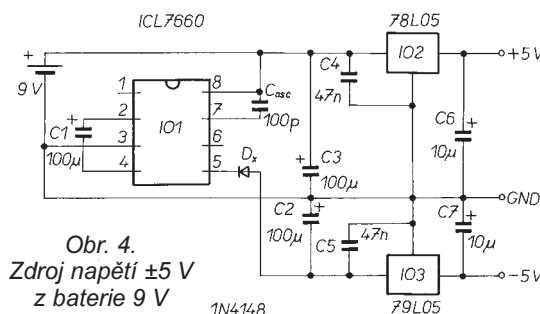 ICL7660
78L05
+
9 V
1
2
3
4
8
7
6
5
IO1
C1
+
100µ
Cosc
100p
Dx
C4
47n
IO2
+5V
C3
+
100µ
C6
+
10µ
GND
C2
+
100µ
C5
47n
C7
+
10µ
IO3
-5V
79L05
1N4148
Obr. 4.
Zdroj napětí ±5 V
z baterie 9 V